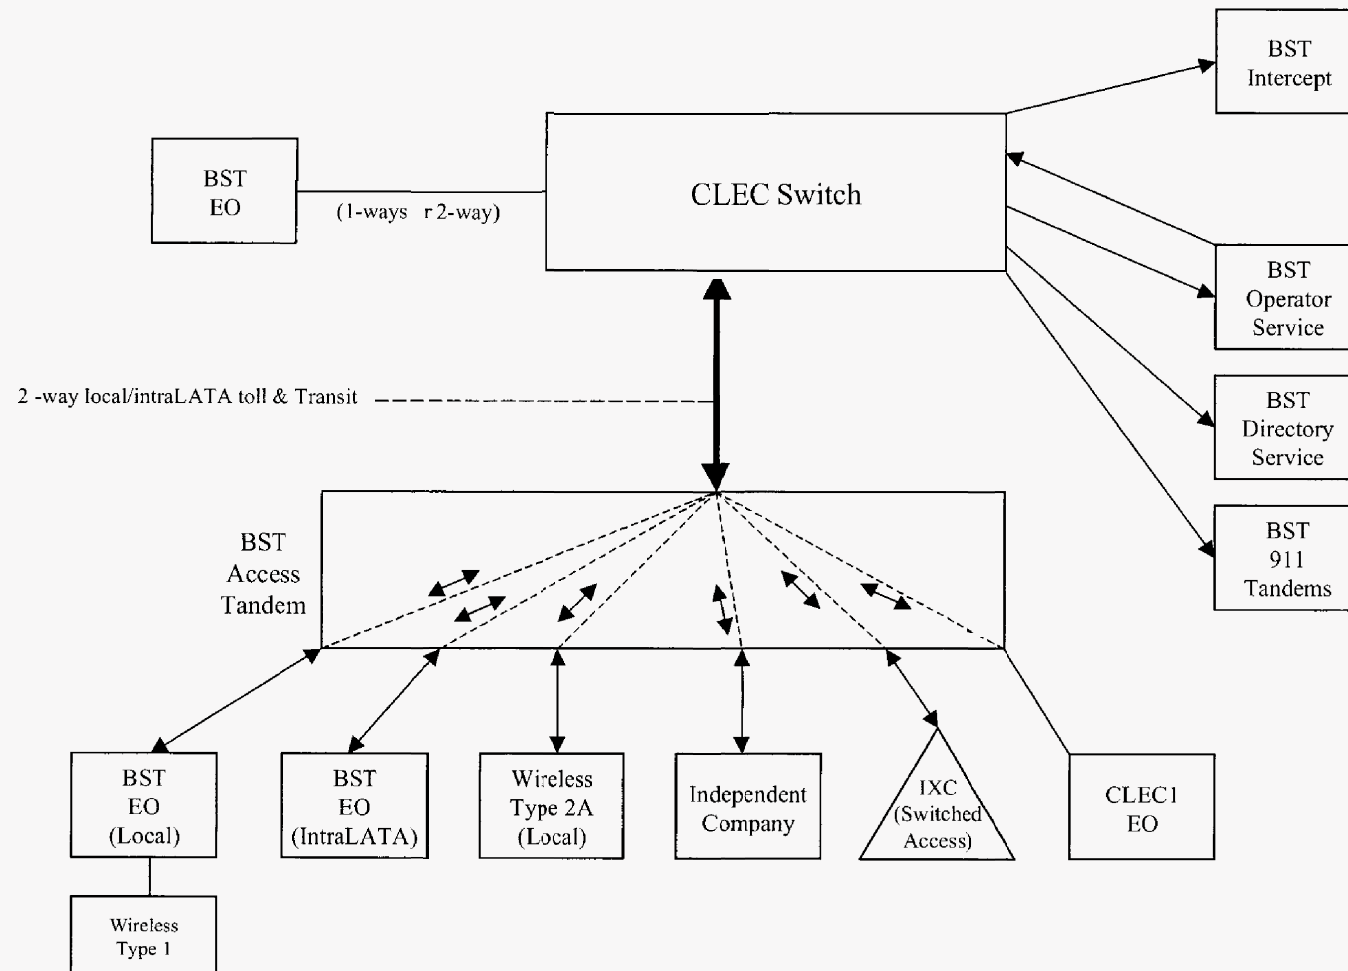 BST
Intercept
BST
EO
(1-ways r 2-way)
CLEC Switch
BST
Operator
Service
2 -way local/intraLATA toll & Transit
BST
Directory
Service
BST
911
Tandems
BST
Access
Tandem
BST
EO
(Local)
BST
EO
(IntraLATA)
Wireless
Type 2A
(Local)
Independent
Company
IXC
(Switched
Access)
CLEC1
EO
Wireless
Type 1